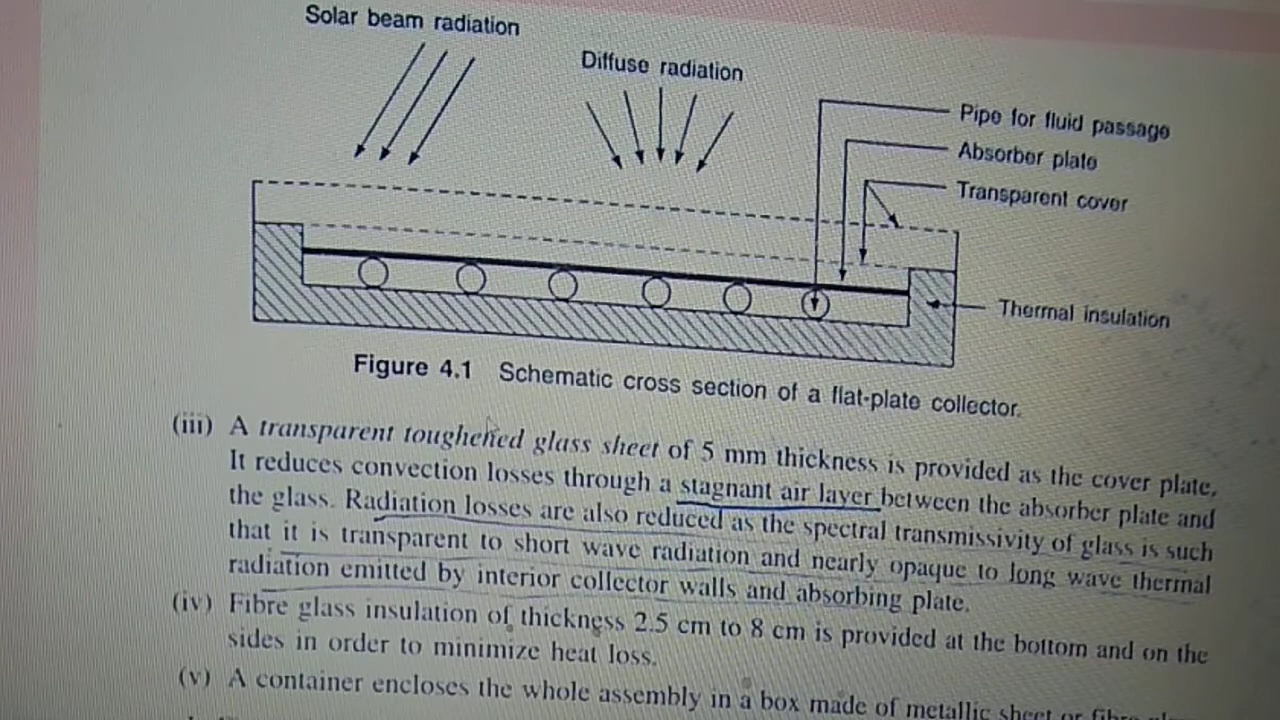 Solar beam radiation
Diffuse radiation
Pipe for fluid passage
Absorber plate
Transparent cover
Thermal insulation
Figure 4.1 Schematic cross section of a flat-plate collector.
(iii) A transparent toughened glass sheet of 5 mm thickness is provided as the cover plate.
It reduces convection losses through a stagnant air layer between the absorber plate and
the glass. Radiation losses are also reduced as the spectral transmissivity of glass is such
that it is transparent to short wave radiation and nearly opaque to long wave thermal
radiation emitted by interior collector walls and absorbing plate.
(iv) Fibre glass insulation of thickness 2.5 cm to 8 cm is provided at the bottom and on the
sides in order to minimize heat loss.
(v) A container encloses the whole assembly in a box made of metallic sheet or fibre